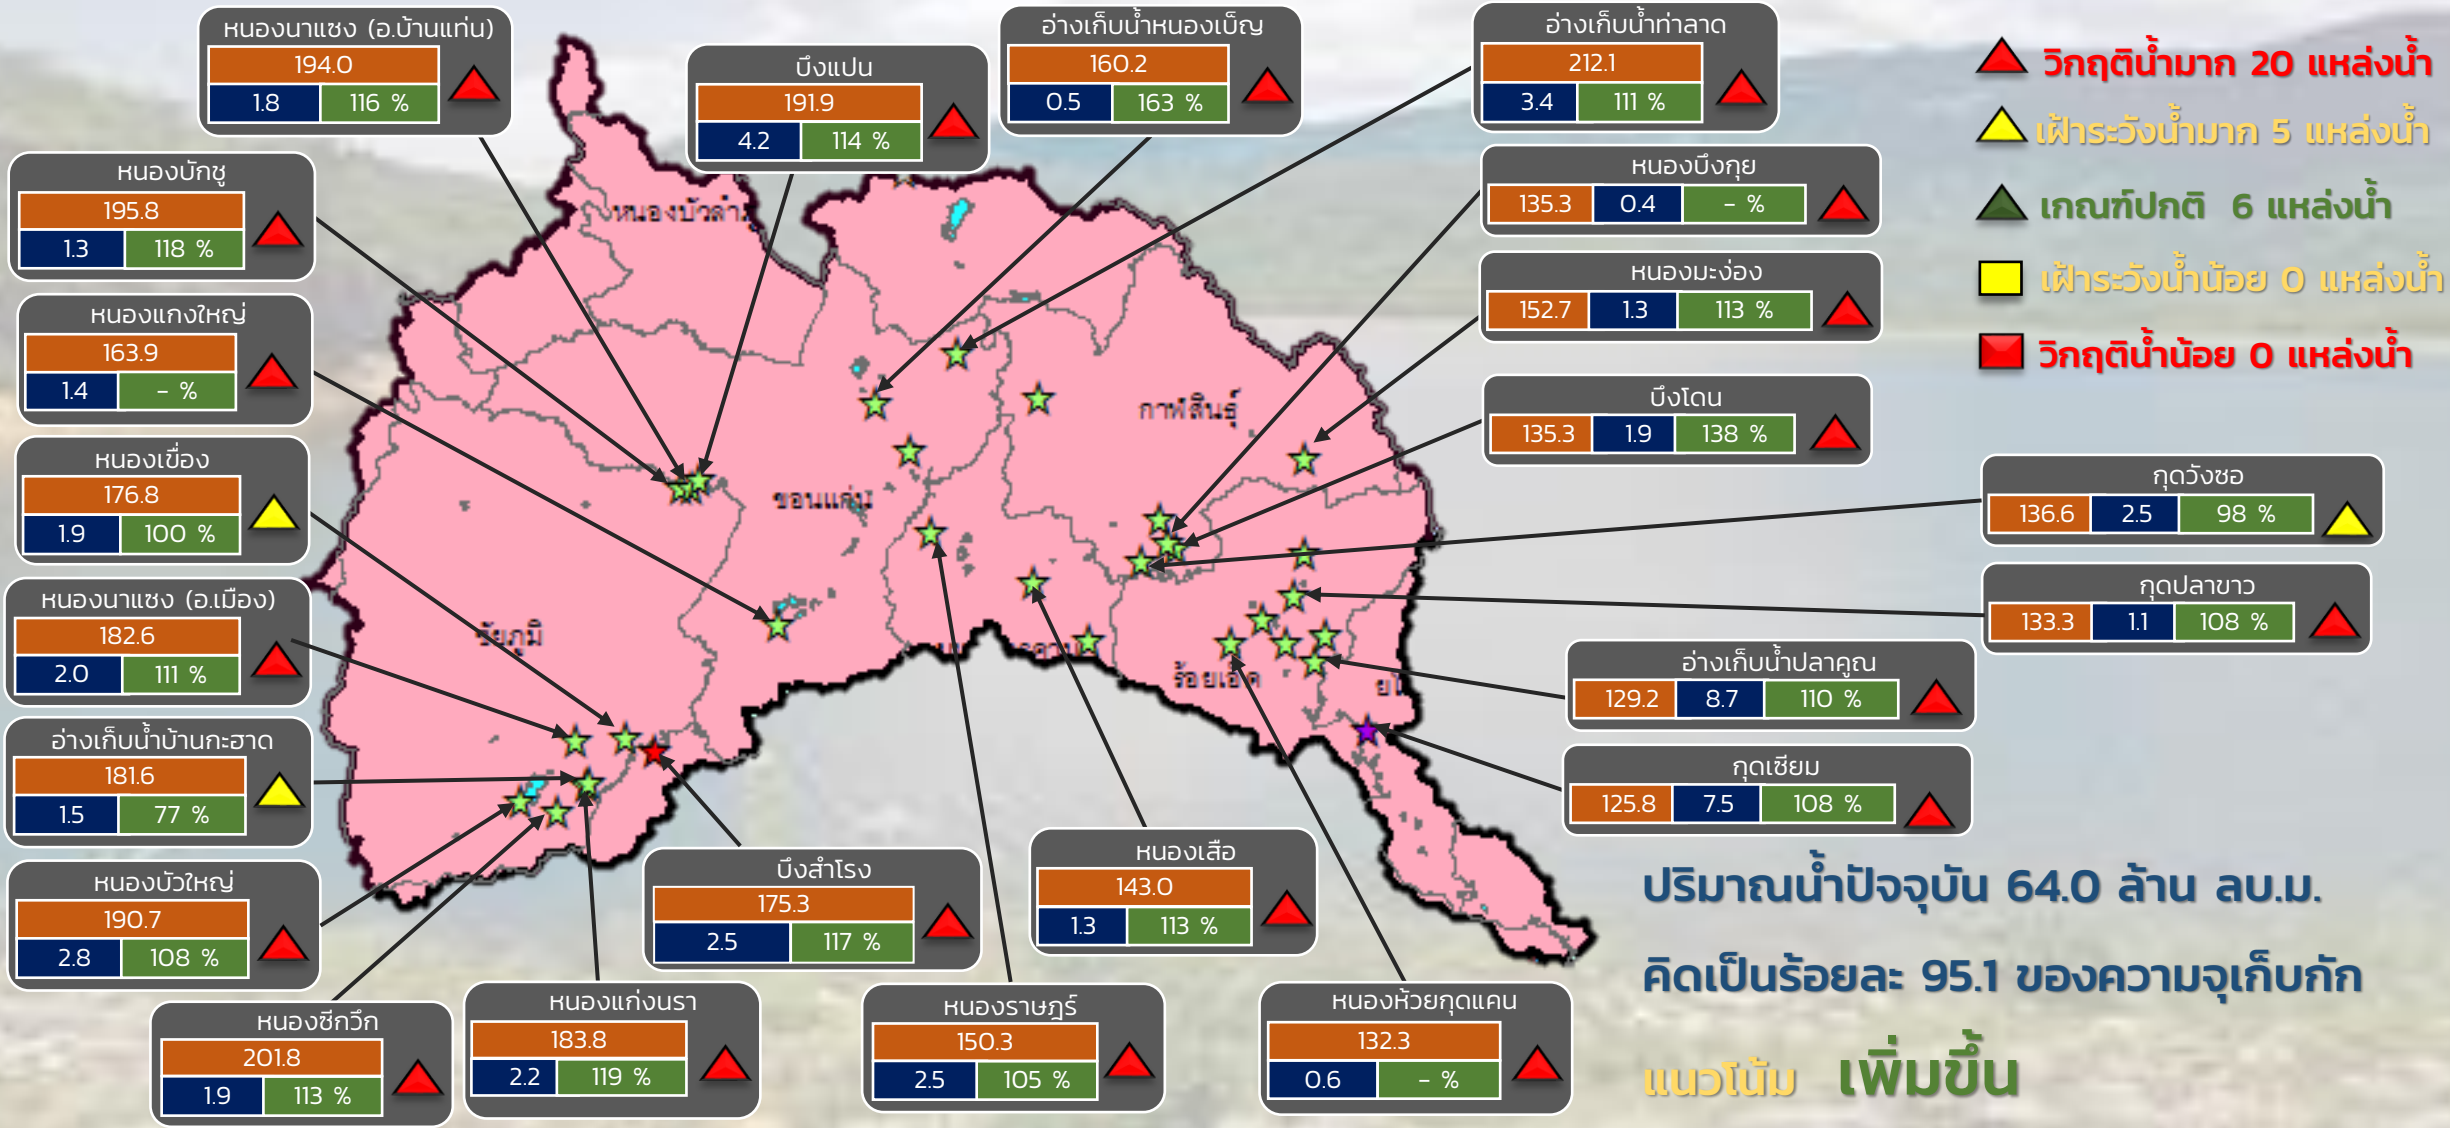 หนองนาแซง (อ.บ้านแท่น)
194.0
1.8 116 %
บึงแปน
191.9
4.2 114 %
อ่างเก็บน้ำหนองเบ็ญ
160.2
0.5 163 %
อ่างเก็บน้ำท่าลาด
212.1
3.4 111 %
วิกฤติน้ำมาก 20 แหล่งน้ำ
เฝ้าระวังน้ำมาก 5 แหล่งน้ำ
เกณฑ์ปกติ 6 แหล่งน้ำ
เฝ้าระวังน้ำน้อย 0 แหล่งน้ำ
วิกฤติน้ำน้อย 0 แหล่งน้ำ
หนองบักซู
195.8
1.3 118 %
หนองแกงใหญ่
163.9
1.4 - %
หนองเขื่อง
176.8
1.9 100 %
หนองนาแซง (อ.เมือง)
182.6
2.0 111 %
อ่างเก็บน้ำบ้านกะฮาด
181.6
1.5 77 %
หนองบัวใหญ่
190.7
2.8 108 %
หนองซีกวึก
201.8
1.9 113 %
หนองแก่งนรา
183.8
2.2 119 %
บึงสำโรง
175.3
2.5 117 %
หนองราษฎร์
150.3
2.5 105 %
หนองเสือ
143.0
1.3 113 %
หนองห้วยกุดแคน
132.3
0.6 - %
หนองบึงกุย
135.3 0.4 - %
หนองมะง่อง
152.7 1.3 113 %
บึงโดน
135.3 1.9 138 %
กุดวังซอ
136.6 2.5 98 %
กุดปลาขาว
133.3 1.1 108 %
อ่างเก็บน้ำปลาคูณ
129.2 8.7 110 %
กุดเชียม
125.8 7.5 108 %
หนองบัวลำภู
กาฬสินธุ์
ขอนแก่น
ชัยภูมิ
ร้อยเอ็ด
ปริมาณน้ำปัจจุบัน 64.0 ล้าน ลบ.ม.
คิดเป็นร้อยละ 95.1 ของความจุเก็บกัก
แนวโน้ม เพิ่มขึ้น